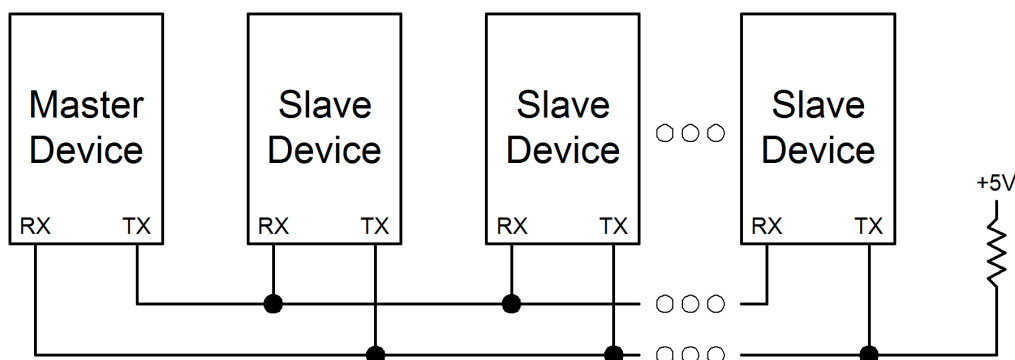 Master
Device
RX TX
Slave
Device
RX TX
Slave
Device
RX TX
Slave
Device
RX TX
+5V